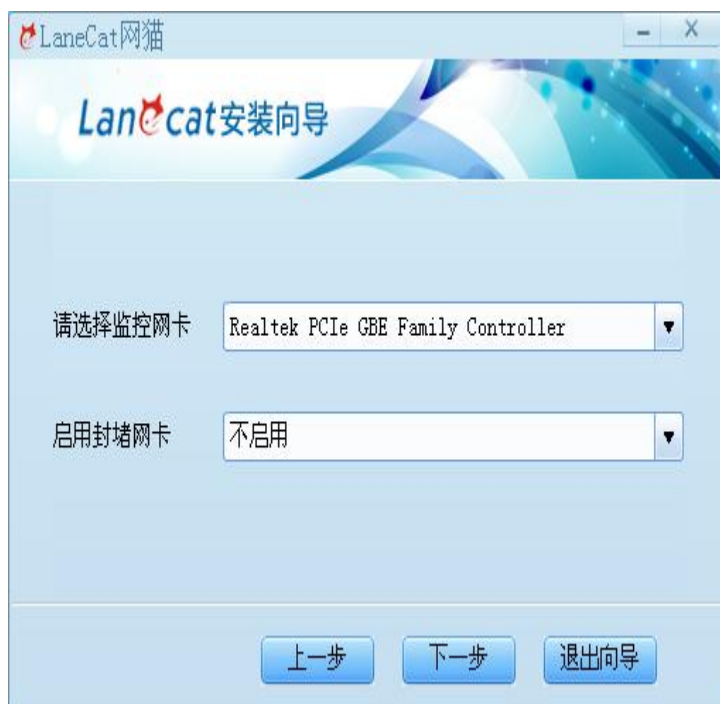 LaneCat网猫
Lanecat安装向导
请选择监控网卡
Realtek PCIe GBE Family Controller
启用封堵网卡
不启用
上一步
下一步
退出向导